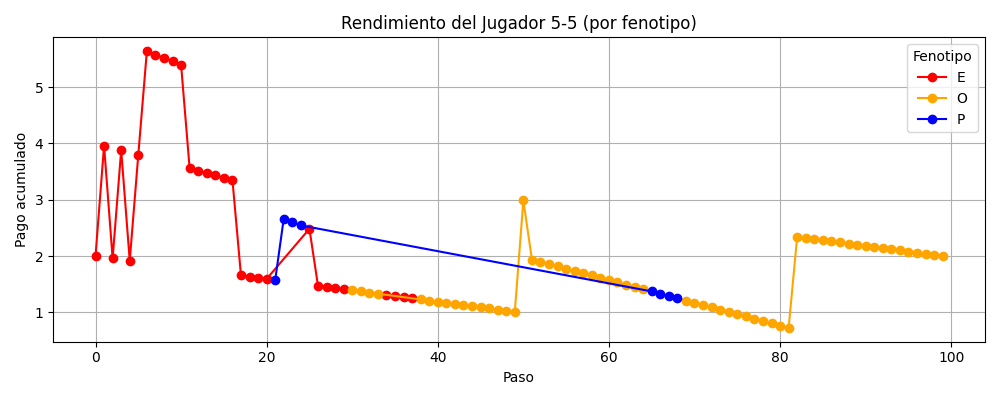 Rendimiento del Jugador 5-5 (por fenotipo)
Pago acumulado
5
4
3
2
1
0
20
40
60
80
100
Paso
Fenotipo
E
O
P